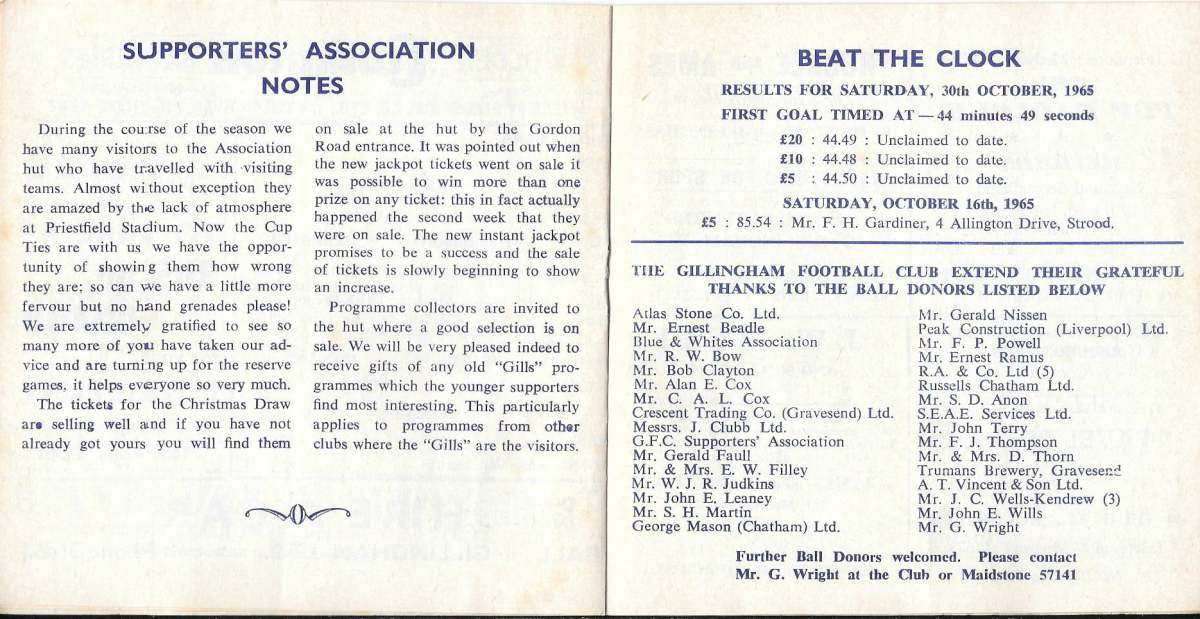 SUPPORTERS' ASSOCIATION
NOTES
During the course of the season we
have many visitors to the Association
hut who have travelled with visiting
teams. Almost without exception they
are amazed by the lack of atmosphere
at Priestfield Stadium. Now the Cup
Ties are with us we have the oppor-
tunity of showing them how wrong
they are; so can we have a little more
fervour but no hand grenades please!
We are extremely gratified to see so
many more of you have taken our ad-
vice and are turning up for the reserve
games, it helps everyone so very much.
The tickets for the Christmas Draw
are selling well and if you have not
already got yours you will find them
on sale at the hut by the Gordon
Road entrance. It was pointed out when
the new jackpot tickets went on sale it
was possible to win more than one
prize on any ticket: this in fact actually
happened the second week that they
were on sale. The new instant jackpot
promises to be a success and the sale
of tickets is slowly beginning to show
an increase.
Programme collectors are invited to
the hut where a good selection is on
sale. We will be very pleased indeed to
receive gifts of any old "Gills" pro-
grammes which the younger supporters
find most interesting. This particularly
applies to programmes from other
clubs where the "Gills" are the visitors.
BEAT THE CLOCK
RESULTS FOR SATURDAY, 30th OCTOBER, 1965
FIRST GOAL TIMED AT — 44 minutes 49 seconds
£20 : 44.49 : Unclaimed to date.
£10 : 44.48 : Unclaimed to date.
£5 : 44.50 : Unclaimed to date.
SATURDAY, OCTOBER 16th, 1965
£5 : 85.54 : Mr. F. H. Gardiner, 4 Allington Drive, Strood.
THE GILLINGHAM FOOTBALL CLUB EXTEND THEIR GRATEFUL
THANKS TO THE BALL DONORS LISTED BELOW
Atlas Stone Co. Ltd.
Mr. Ernest Beadle
Blue & Whites Association
Mr. R. W. Bow
Mr. Bob Clayton
Mr. Alan E. Cox
Mr. C. A. L. Cox
Crescent Trading Co. (Gravesend) Ltd.
Messrs. J. Clubb Ltd.
G.F.C. Supporters' Association
Mr. Gerald Faull
Mr. & Mrs. E. W. Filley
Mr. W. J. R. Judkins
Mr. John E. Leaney
Mr. S. H. Martin
George Mason (Chatham) Ltd.
Mr. Gerald Nissen
Peak Construction (Liverpool) Ltd.
Mr. F. P. Powell
Mr. Ernest Ramus
R.A. & Co. Ltd (5)
Russells Chatham Ltd.
Mr. S. D. Anon
S.E.A.E. Services Ltd.
Mr. John Terry
Mr. F. J. Thompson
Mr. & Mrs. D. Thorn
Trumans Brewery, Gravesend
A. T. Vincent & Son Ltd.
Mr. J. C. Wells-Kendrew (3)
Mr. John E. Wills
Mr. G. Wright
Further Ball Donors welcomed. Please contact
Mr. G. Wright at the Club or Maidstone 57141